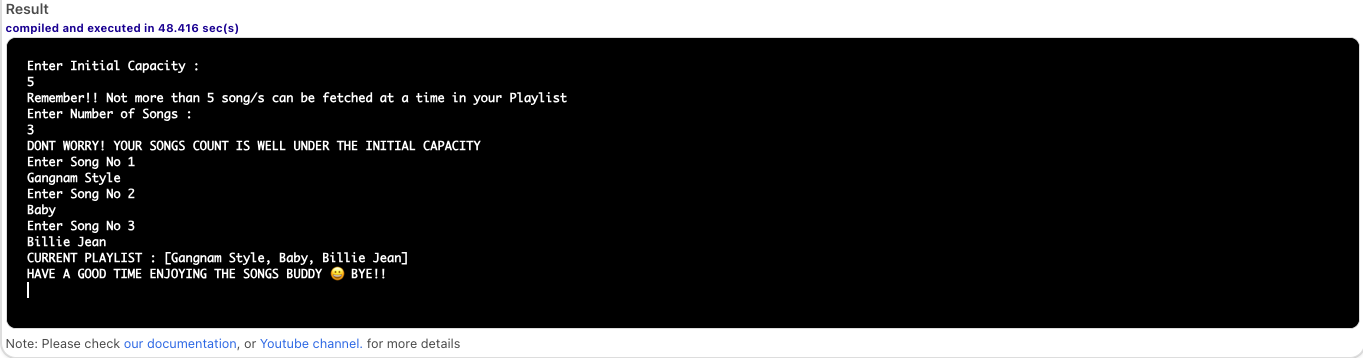 Result
compiled and executed in 48.416 sec(s)
Enter Initial Capacity :
5
Remember!! Not more than 5 song/s can be fetched at a time in your Playlist
Enter Number of Songs :
3
DONT WORRY! YOUR SONGS COUNT IS WELL UNDER THE INITIAL CAPACITY
Enter Song No 1
Gangnam Style
Enter Song No 2
Baby
Enter Song No 3
Billie Jean
CURRENT PLAYLIST : [Gangnam Style, Baby, Billie Jean]
HAVE A GOOD TIME ENJOYING THE SONGS BUDDY 😀 BYE!!
Note: Please check our documentation, or Youtube channel. for more details